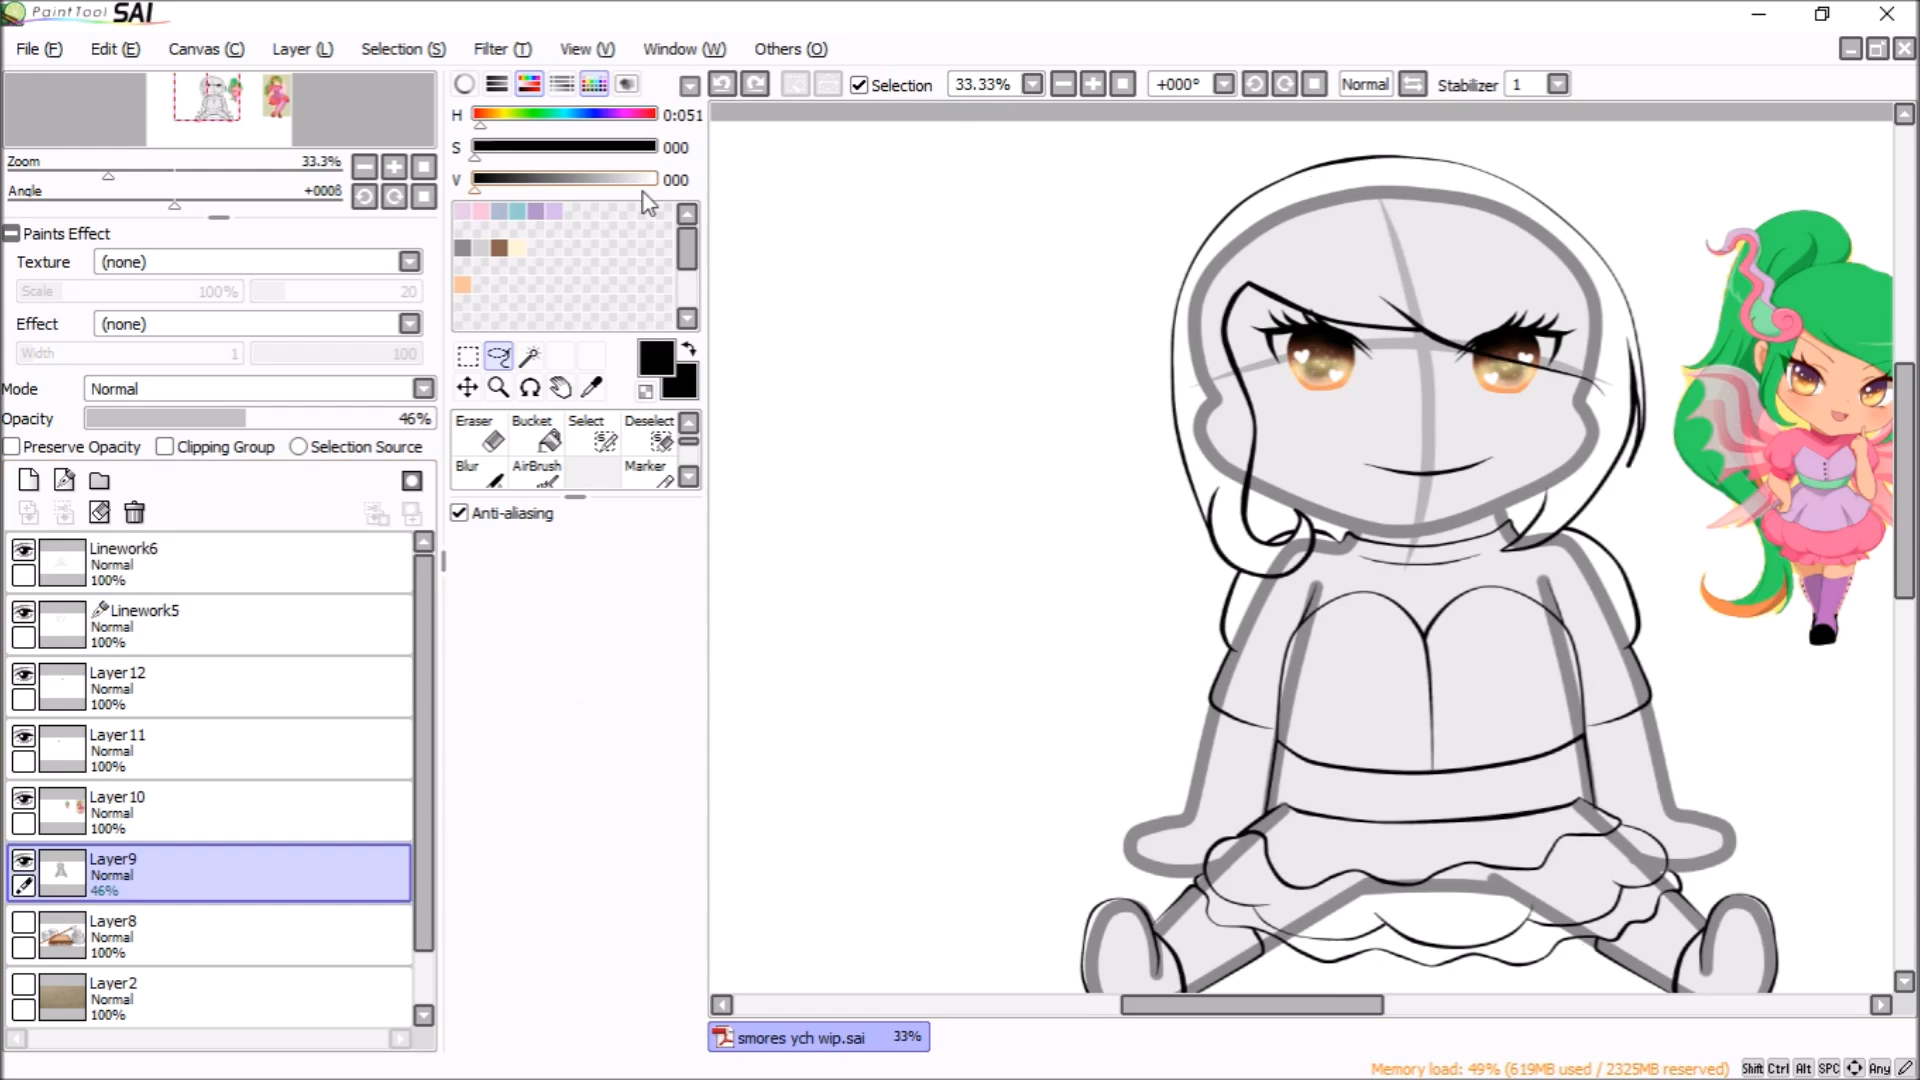 PaintTool SAI
File (F) Edit (E) Canvas (C) Layer (L) Selection (S) Filter (T) View (V) Window (W) Others (O)
Selection 33.33% +000° Normal Stabilizer 1
H 0:051
S 000
V 000
Zoom 33.3%
Angle +000ß
Paints Effect
Texture (none)
Scale 100% 20
Effect (none)
Width 1 100
Mode Normal
Opacity 46%
Preserve Opacity Clipping Group Selection Source
Eraser Bucket Select Deselect
Blur AirBrush Marker
Anti-aliasing
Linework6
Normal
100%
Linework5
Normal
100%
Layer12
Normal
100%
Layer11
Normal
100%
Layer10
Normal
100%
Layer9
Normal
46%
Layer8
Normal
100%
Layer2
Normal
100%
smores ych wip.sai 33%
Memory load: 49% (619MB used / 2325MB reserved) Shift Ctrl Alt SPC Any